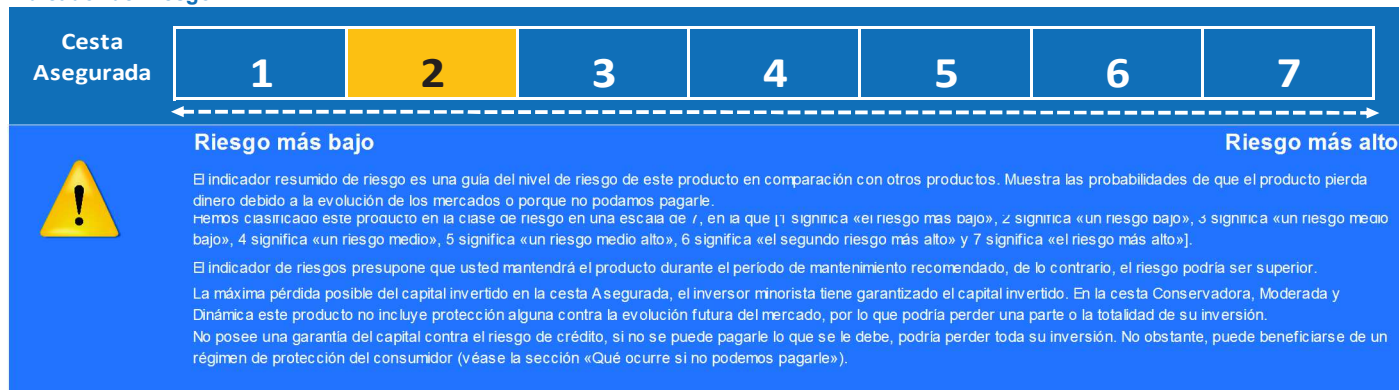 Cesta
Asegurada
1 2 3 4 5 6 7
Riesgo más bajo Riesgo más alto
El indicador resumido de riesgo es una guía del nivel de riesgo de este producto en comparación con otros productos. Muestra las probabilidades de que el producto pierda
dinero debido a la evolución de los mercados o porque no podamos pagarle.
Hemos clasificado este producto en la clase de riesgo en una escala de 7, en la que [1 significa «el riesgo más bajo», 2 significa «un riesgo bajo», 3 significa «un riesgo medio
bajo», 4 significa «un riesgo medio», 5 significa «un riesgo medio alto», 6 significa «el segundo riesgo más alto» y 7 significa «el riesgo más alto»].
El indicador de riesgos presupone que usted mantendrá el producto durante el período de mantenimiento recomendado, de lo contrario, el riesgo podría ser superior.
La máxima pérdida posible del capital invertido en la cesta Asegurada, el inversor minorista tiene garantizado el capital invertido. En la cesta Conservadora, Moderada y
Dinámica este producto no incluye protección alguna contra la evolución futura del mercado, por lo que podría perder una parte o la totalidad de su inversión.
No posee una garantía del capital contra el riesgo de crédito, si no se puede pagarle lo que se le debe, podría perder toda su inversión. No obstante, puede beneficiarse de un
régimen de protección del consumidor (véase la sección «Qué ocurre si no podemos pagarle»).